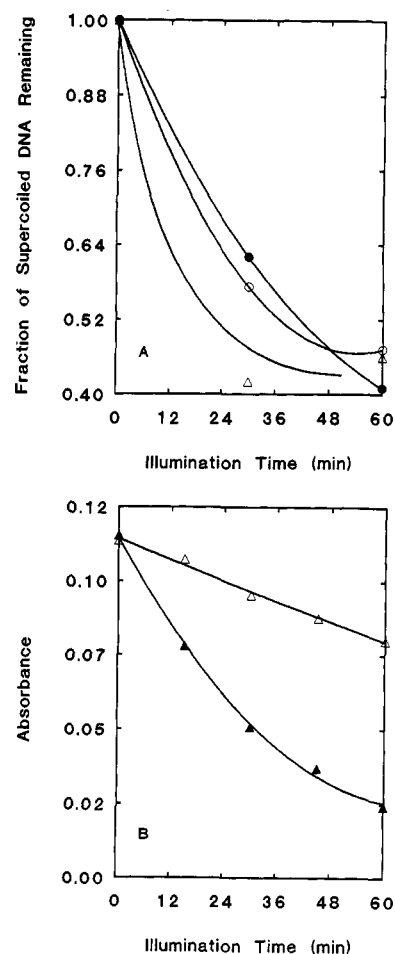 Fraction of Supercoiled DNA Remaining
1.00
0.88
0.76
0.64
0.52
0.40
A
0 12 24 36 48 60
Illumination Time (min)
Absorbance
0.12
0.10
0.07
0.05
0.02
0.00
B
0 12 24 36 48 60
Illumination Time (min)